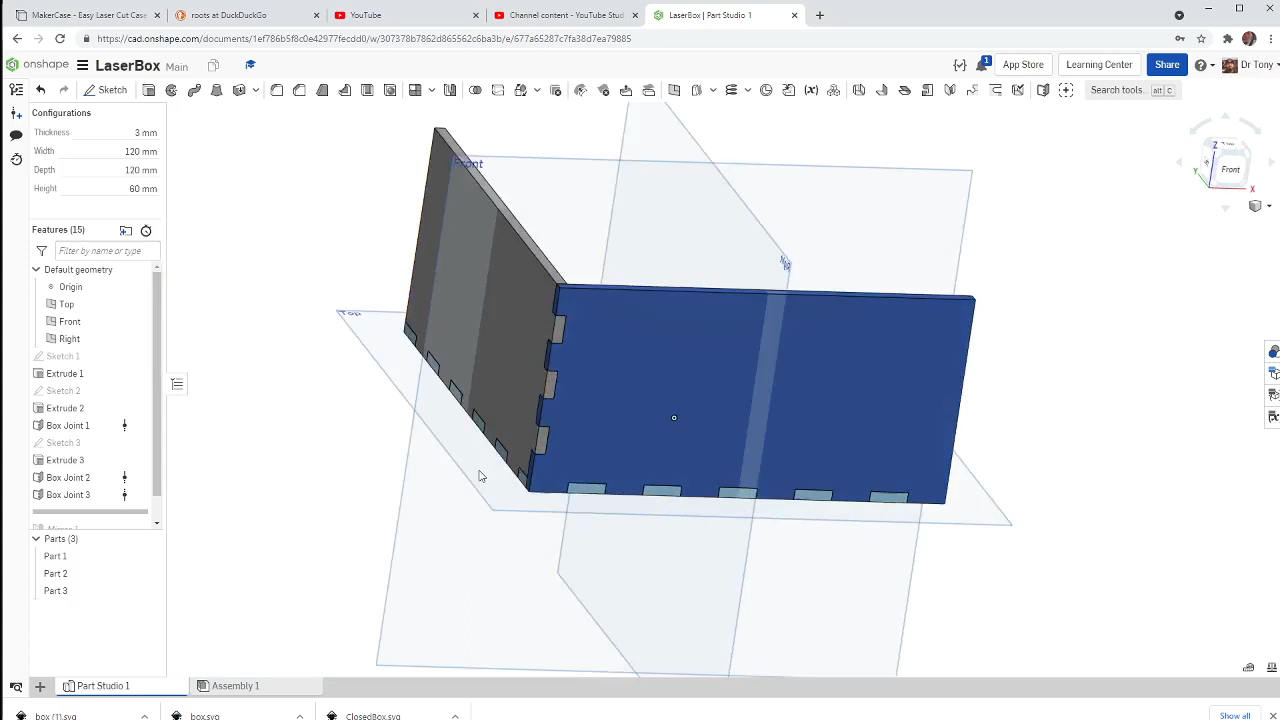 MakerCase - Easy Laser Cut Case
roots at DuckDuckGo
YouTube
Channel content - YouTube Stud
LaserBox | Part Studio 1
https://cad.onshape.com/documents/1ef786b5f8c0e42977fecdd0/w/307378b7862d865562c6ba3b/e/677a65287c7fa38d7ea79885
onshape
LaserBox
Main
1
App Store
Learning Center
Share
Dr Tony
Sketch
Search tools...
alt
C
Configurations
Thickness 3 mm
Width 120 mm
Depth 120 mm
Height 60 mm
Features (15)
Filter by name or type
Default geometry
Origin
Top
Front
Right
Sketch 1
Extrude 1
Sketch 2
Extrude 2
Box Joint 1
Sketch 3
Extrude 3
Box Joint 2
Box Joint 3
Mirror 1
Parts (3)
Part 1
Part 2
Part 3
Front
Top
Z
Y
X
Front
Part Studio 1
Assembly 1
box (1).svg
box.svg
ClosedBox.svg
Show all